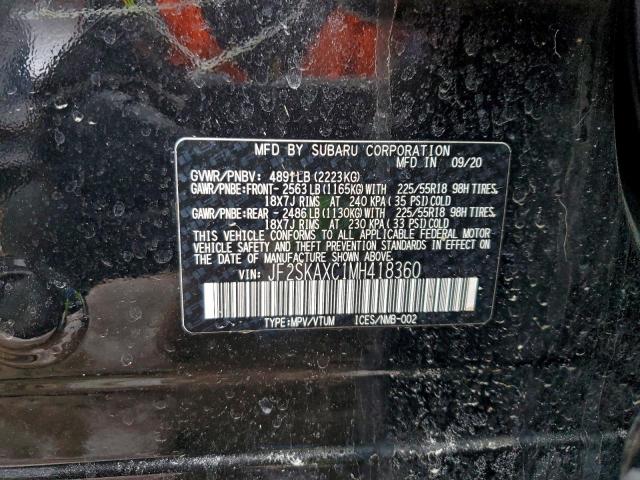 MFD BY SUBARU CORPORATION
MFD IN 09/20
GVWR/PNBV: 4891LB (2223KG)
GAWR/PNBE:FRONT- 2563 LB (1165KG)WITH 225/55R18 98H TIRES,
18X7J RIMS AT 240 KPA ( 35 PSI) COLD
GAWR/PNBE:REAR - 2486 LB (1130KG)WITH 225/55R18 98H TIRES,
18X7J RIMS AT 230 KPA ( 33 PSI) COLD
THIS VEHICLE CONFORMS TO ALL APPLICABLE FEDERAL MOTOR
VEHICLE SAFETY AND THEFT PREVENTION STANDARDS IN EFFECT
ON THE DATE OF MANUFACTURE SHOWN ABOVE.
VIN: JF2SKAXC1MH418360
TYPE:MPV/VTUM ICES/NMB-002